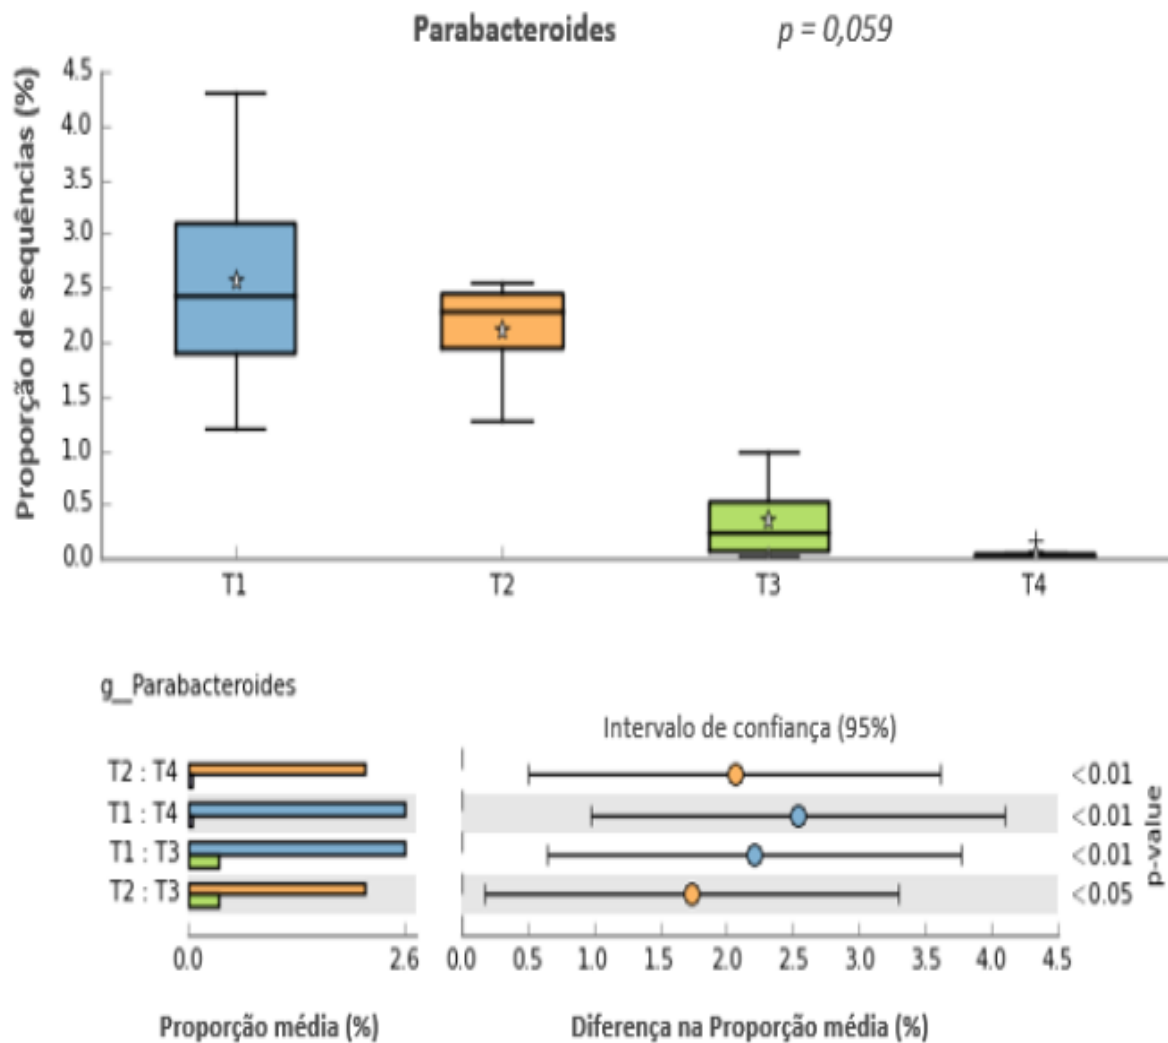 Parabacteroides p = 0,059
Proporção de sequências (%)
4.5
4.0
3.5
3.0
2.5
2.0
1.5
1.0
0.5
0.0
T1 T2 T3 T4
g_Parabacteroides
Intervalo de confiança (95%)
T2 : T4 <0.01
T1 : T4 <0.01
T1 : T3 <0.01
T2 : T3 <0.05
p-value
0.0 2.6 0.0 0.5 1.0 1.5 2.0 2.5 3.0 3.5 4.0 4.5
Proporção média (%) Diferença na Proporção média (%)